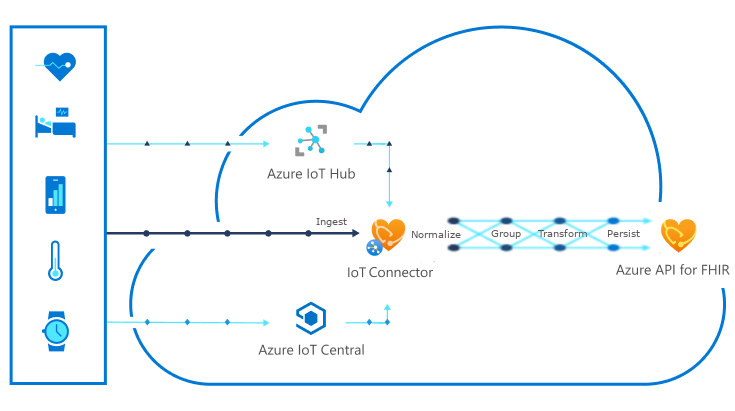 Azure IoT Hub
Ingest
Normalize
Group
Transform
Persist
IoT Connector
Azure API for FHIR
Azure IoT Central